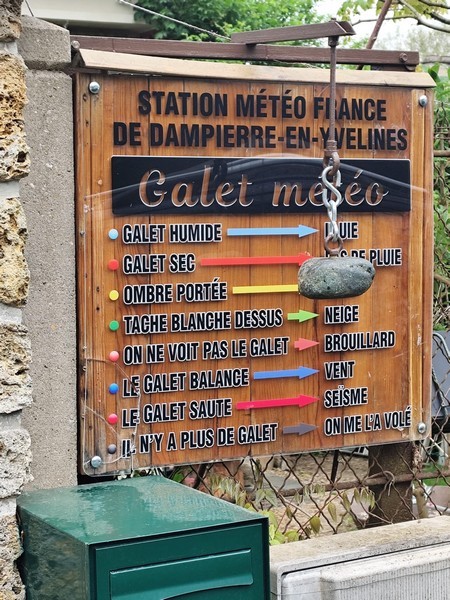 STATION MÉTÉO FRANCE
DE DAMPIERRE-EN-YVELINES
Galet météo
GALET HUMIDE PLUIE
GALET SEC PAS DE PLUIE
OMBRE PORTÉE
TACHE BLANCHE DESSUS NEIGE
ON NE VOIT PAS LE GALET BROUILLARD
LE GALET BALANCE VENT
LE GALET SAUTE SEÏSME
IL N'Y A PLUS DE GALET ON ME L'A VOLÉ